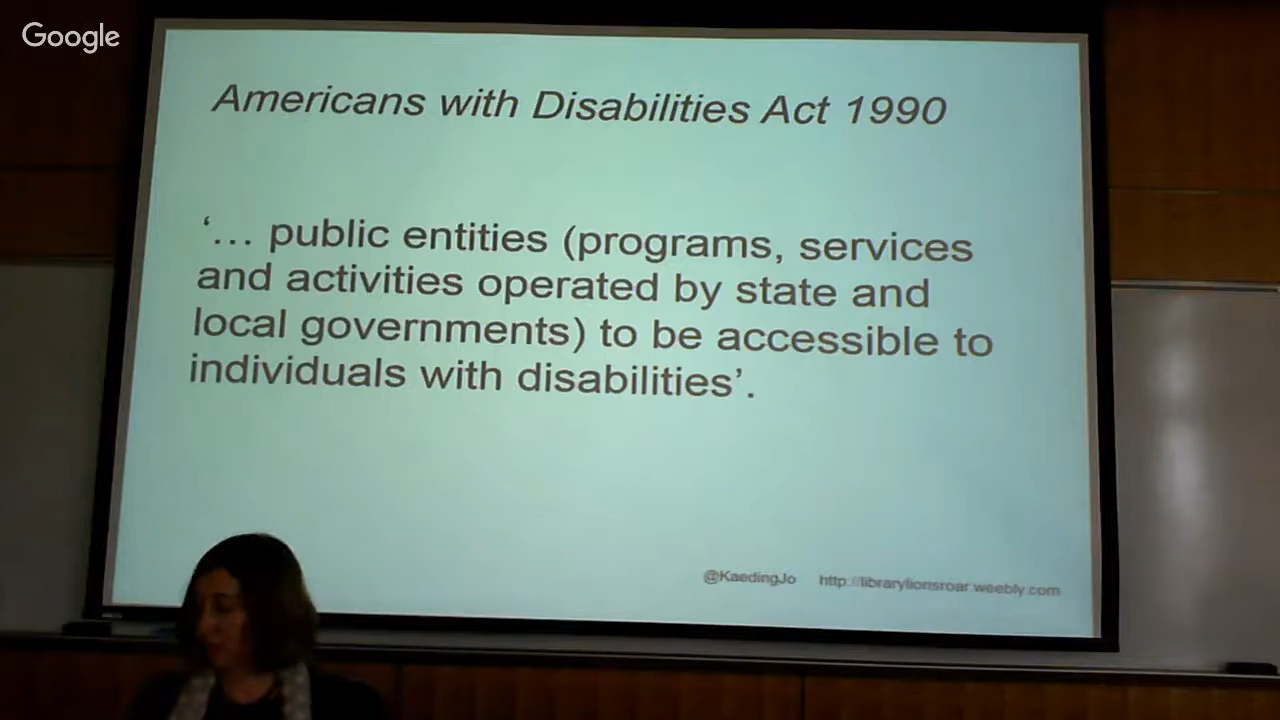 Google
Americans with Disabilities Act 1990
‘… public entities (programs, services
and activities operated by state and
local governments) to be accessible to
individuals with disabilities’.
@KaedingJo http://librarylionsroar.weebly.com